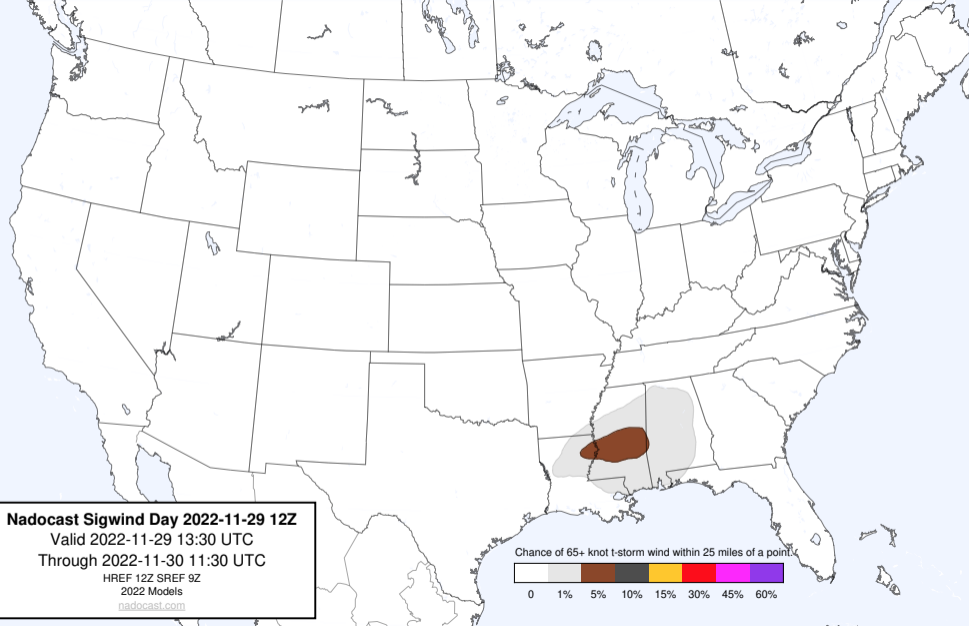 Nadocast Sigwind Day 2022-11-29 12Z
Valid 2022-11-29 13:30 UTC
Through 2022-11-30 11:30 UTC
HREF 12Z SREF 9Z
2022 Models
nadocast.com
Chance of 65+ knot t-storm wind within 25 miles of a point.
0 1% 5% 10% 15% 30% 45% 60%